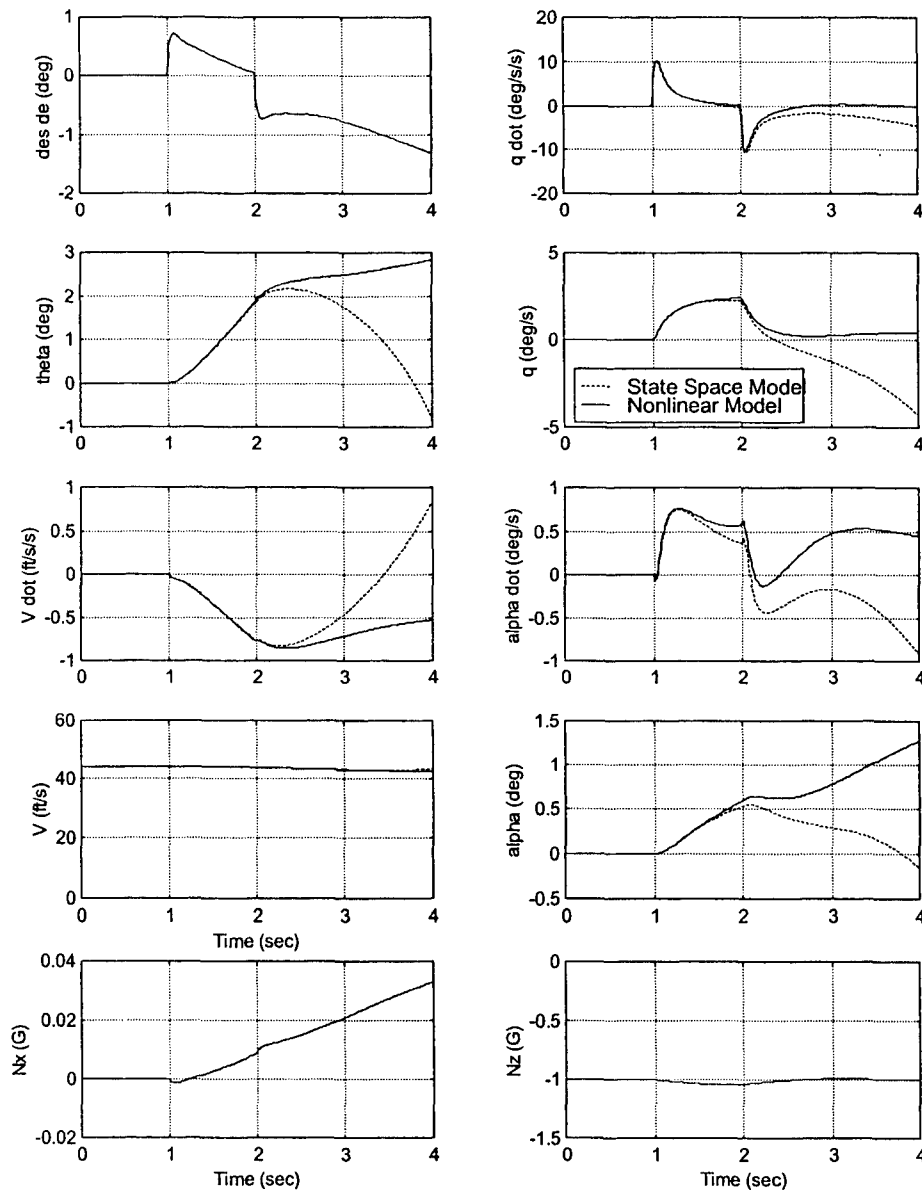 des de (deg)
1
0
-1
-2
0 1 2 3 4
q dot (deg/s/s)
20
10
0
-10
-20
0 1 2 3 4
theta (deg)
3
2
1
0
-1
0 1 2 3 4
q (deg/s)
5
0
-5
0 1 2 3 4
State Space Model
Nonlinear Model
V dot (ft/s/s)
1
0.5
0
-0.5
-1
0 1 2 3 4
alpha dot (deg/s)
1
0.5
0
-0.5
-1
0 1 2 3 4
V (ft/s)
60
40
20
0
0 1 2 3 4
Time (sec)
alpha (deg)
1.5
1
0.5
0
-0.5
0 1 2 3 4
Nx (G)
0.04
0.02
0
-0.02
0 1 2 3 4
Time (sec)
Nz (G)
0
-0.5
-1
-1.5
0 1 2 3 4
Time (sec)